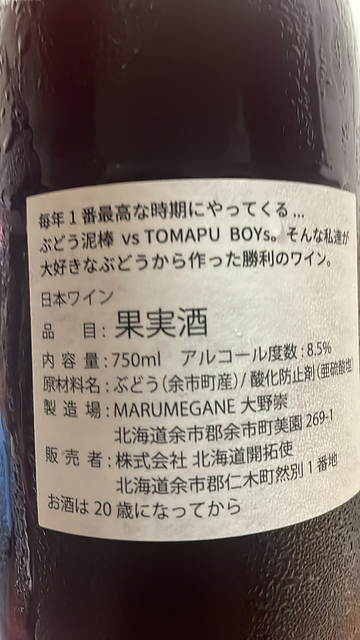 毎年1番最高な時期にやってくる...
ぶどう泥棒 vs TOMAPU BOYs。そんな私達が
大好きなぶどうから作った勝利のワイン。
日本ワイン
品 目:果実酒
内容量:750ml アルコール度数:8.5%
原材料名:ぶどう(余市町産)/酸化防止剤(亜硫酸塩)
製造場:MARUMEGANE 大野崇
北海道余市郡余市町美園269-1
販売者:株式会社 北海道開拓使
北海道余市郡仁木町然別1番地
お酒は20歳になってから